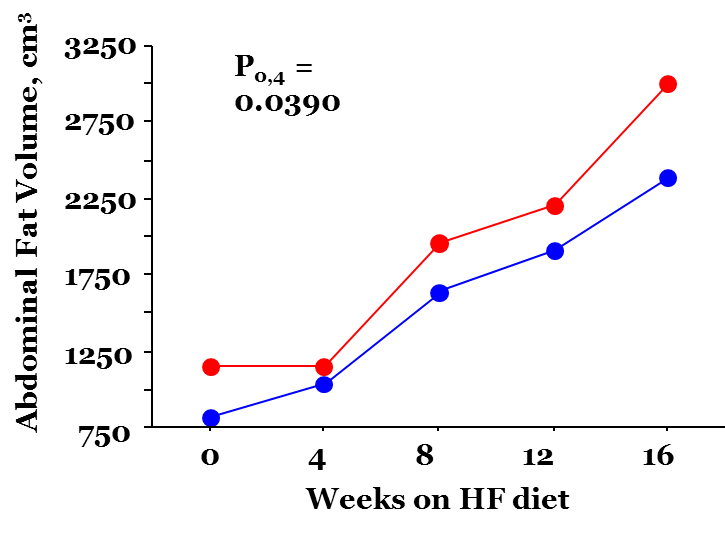 Abdominal Fat Volume, cm³
3250
2750
2250
1750
1250
750
P0,4 =
0.0390
0 4 8 12 16
Weeks on HF diet